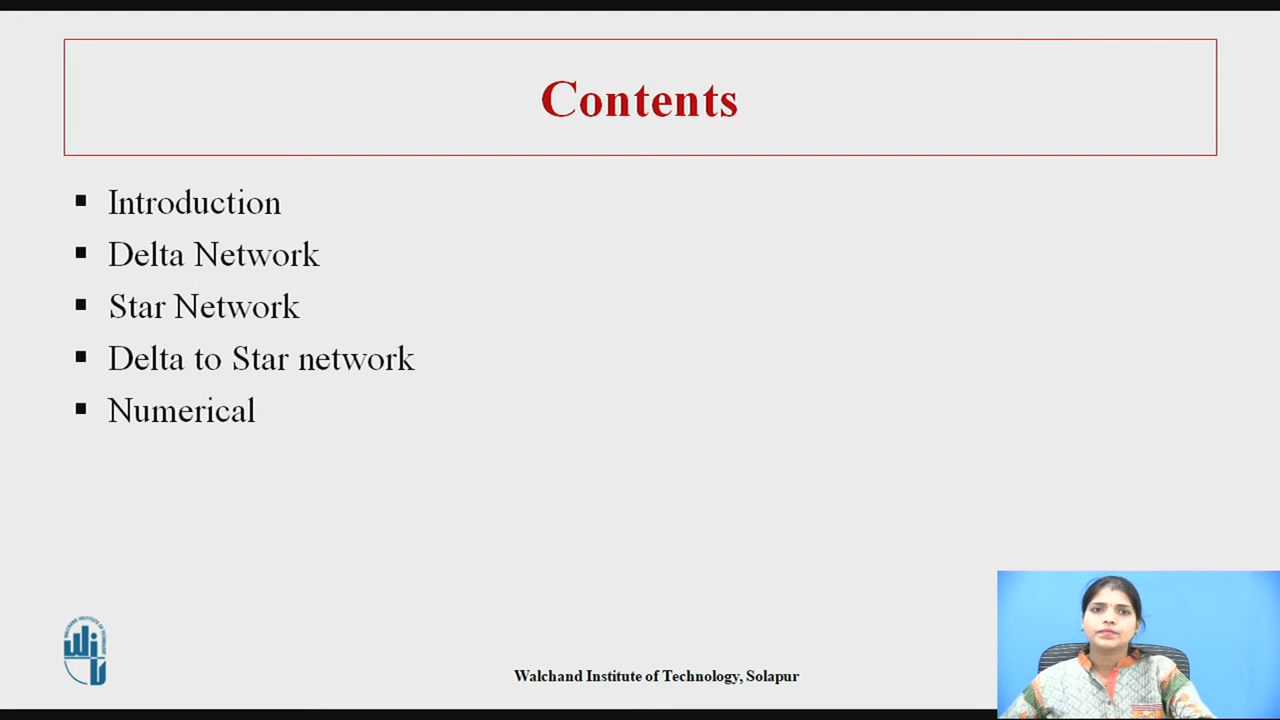 Contents
Introduction
Delta Network
Star Network
Delta to Star network
Numerical
Walchand Institute of Technology, Solapur